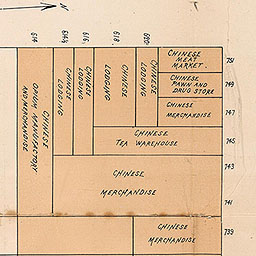 N
614
614½
616
618
620
CHINESE
MEAT
MARKET.
751
CHINESE
PAWN AND
DRUG STORE
749
CHINESE
MERCHANDISE
747
CHINESE
LODGING
CHINESE
LODGING
CHINESE
LODGING
CHINESE
LODGING
CHINESE
OPIUM MANUFACTORY
AND MERCHANDISE
CHINESE
TEA WAREHOUSE
745
743
CHINESE
MERCHANDISE
741
CHINESE
MERCHANDISE
739